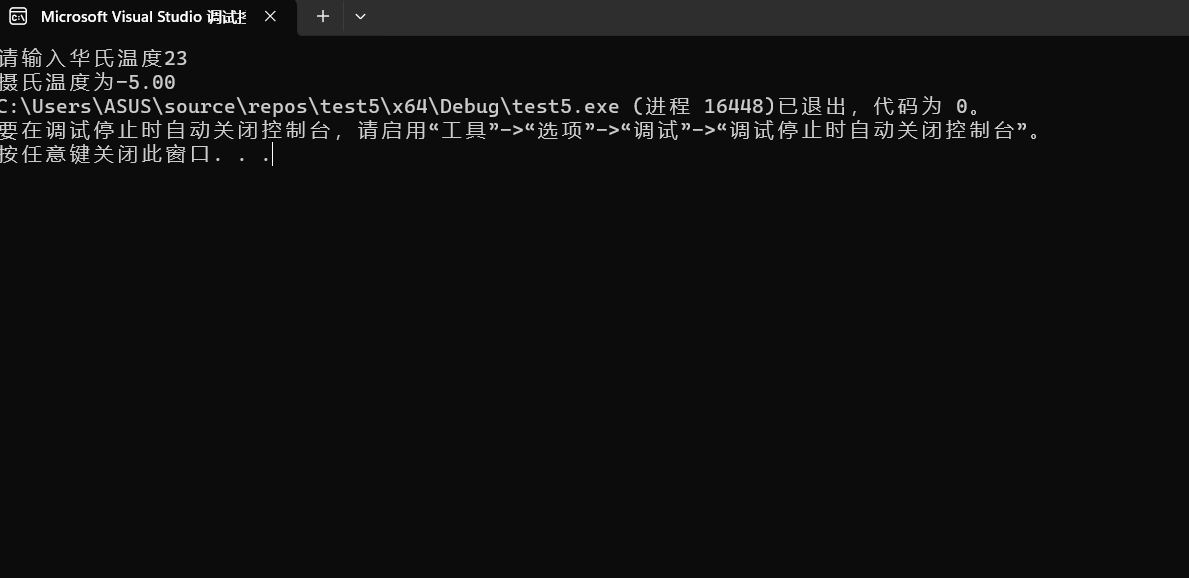 Microsoft Visual Studio 调试控
请输入华氏温度23
摄氏温度为-5.00
C:\Users\ASUS\source\repos\test5\x64\Debug\test5.exe (进程 16448)已退出，代码为 0。
要在调试停止时自动关闭控制台，请启用“工具”->“选项”->“调试”->“调试停止时自动关闭控制台”。
按任意键关闭此窗口. . .